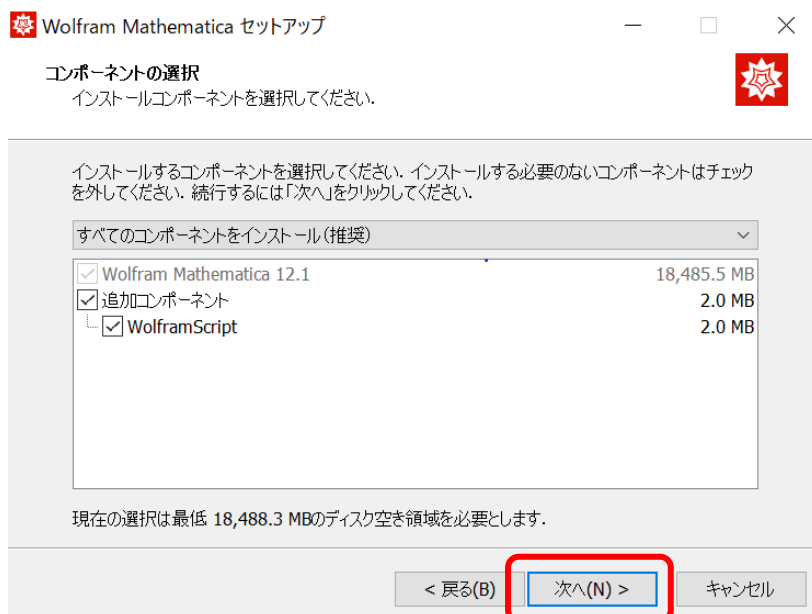 Wolfram Mathematica セットアップ
コンポーネントの選択
インストールコンポーネントを選択してください.
インストールするコンポーネントを選択してください. インストールする必要のないコンポーネントはチェック
を外してください. 続行するには「次へ」をクリックしてください.
すべてのコンポーネントをインストール(推奨)
Wolfram Mathematica 12.1 18,485.5 MB
追加コンポーネント 2.0 MB
WolframScript 2.0 MB
現在の選択は最低 18,488.3 MBのディスク空き領域を必要とします.
< 戻る(B) 次へ(N) > キャンセル